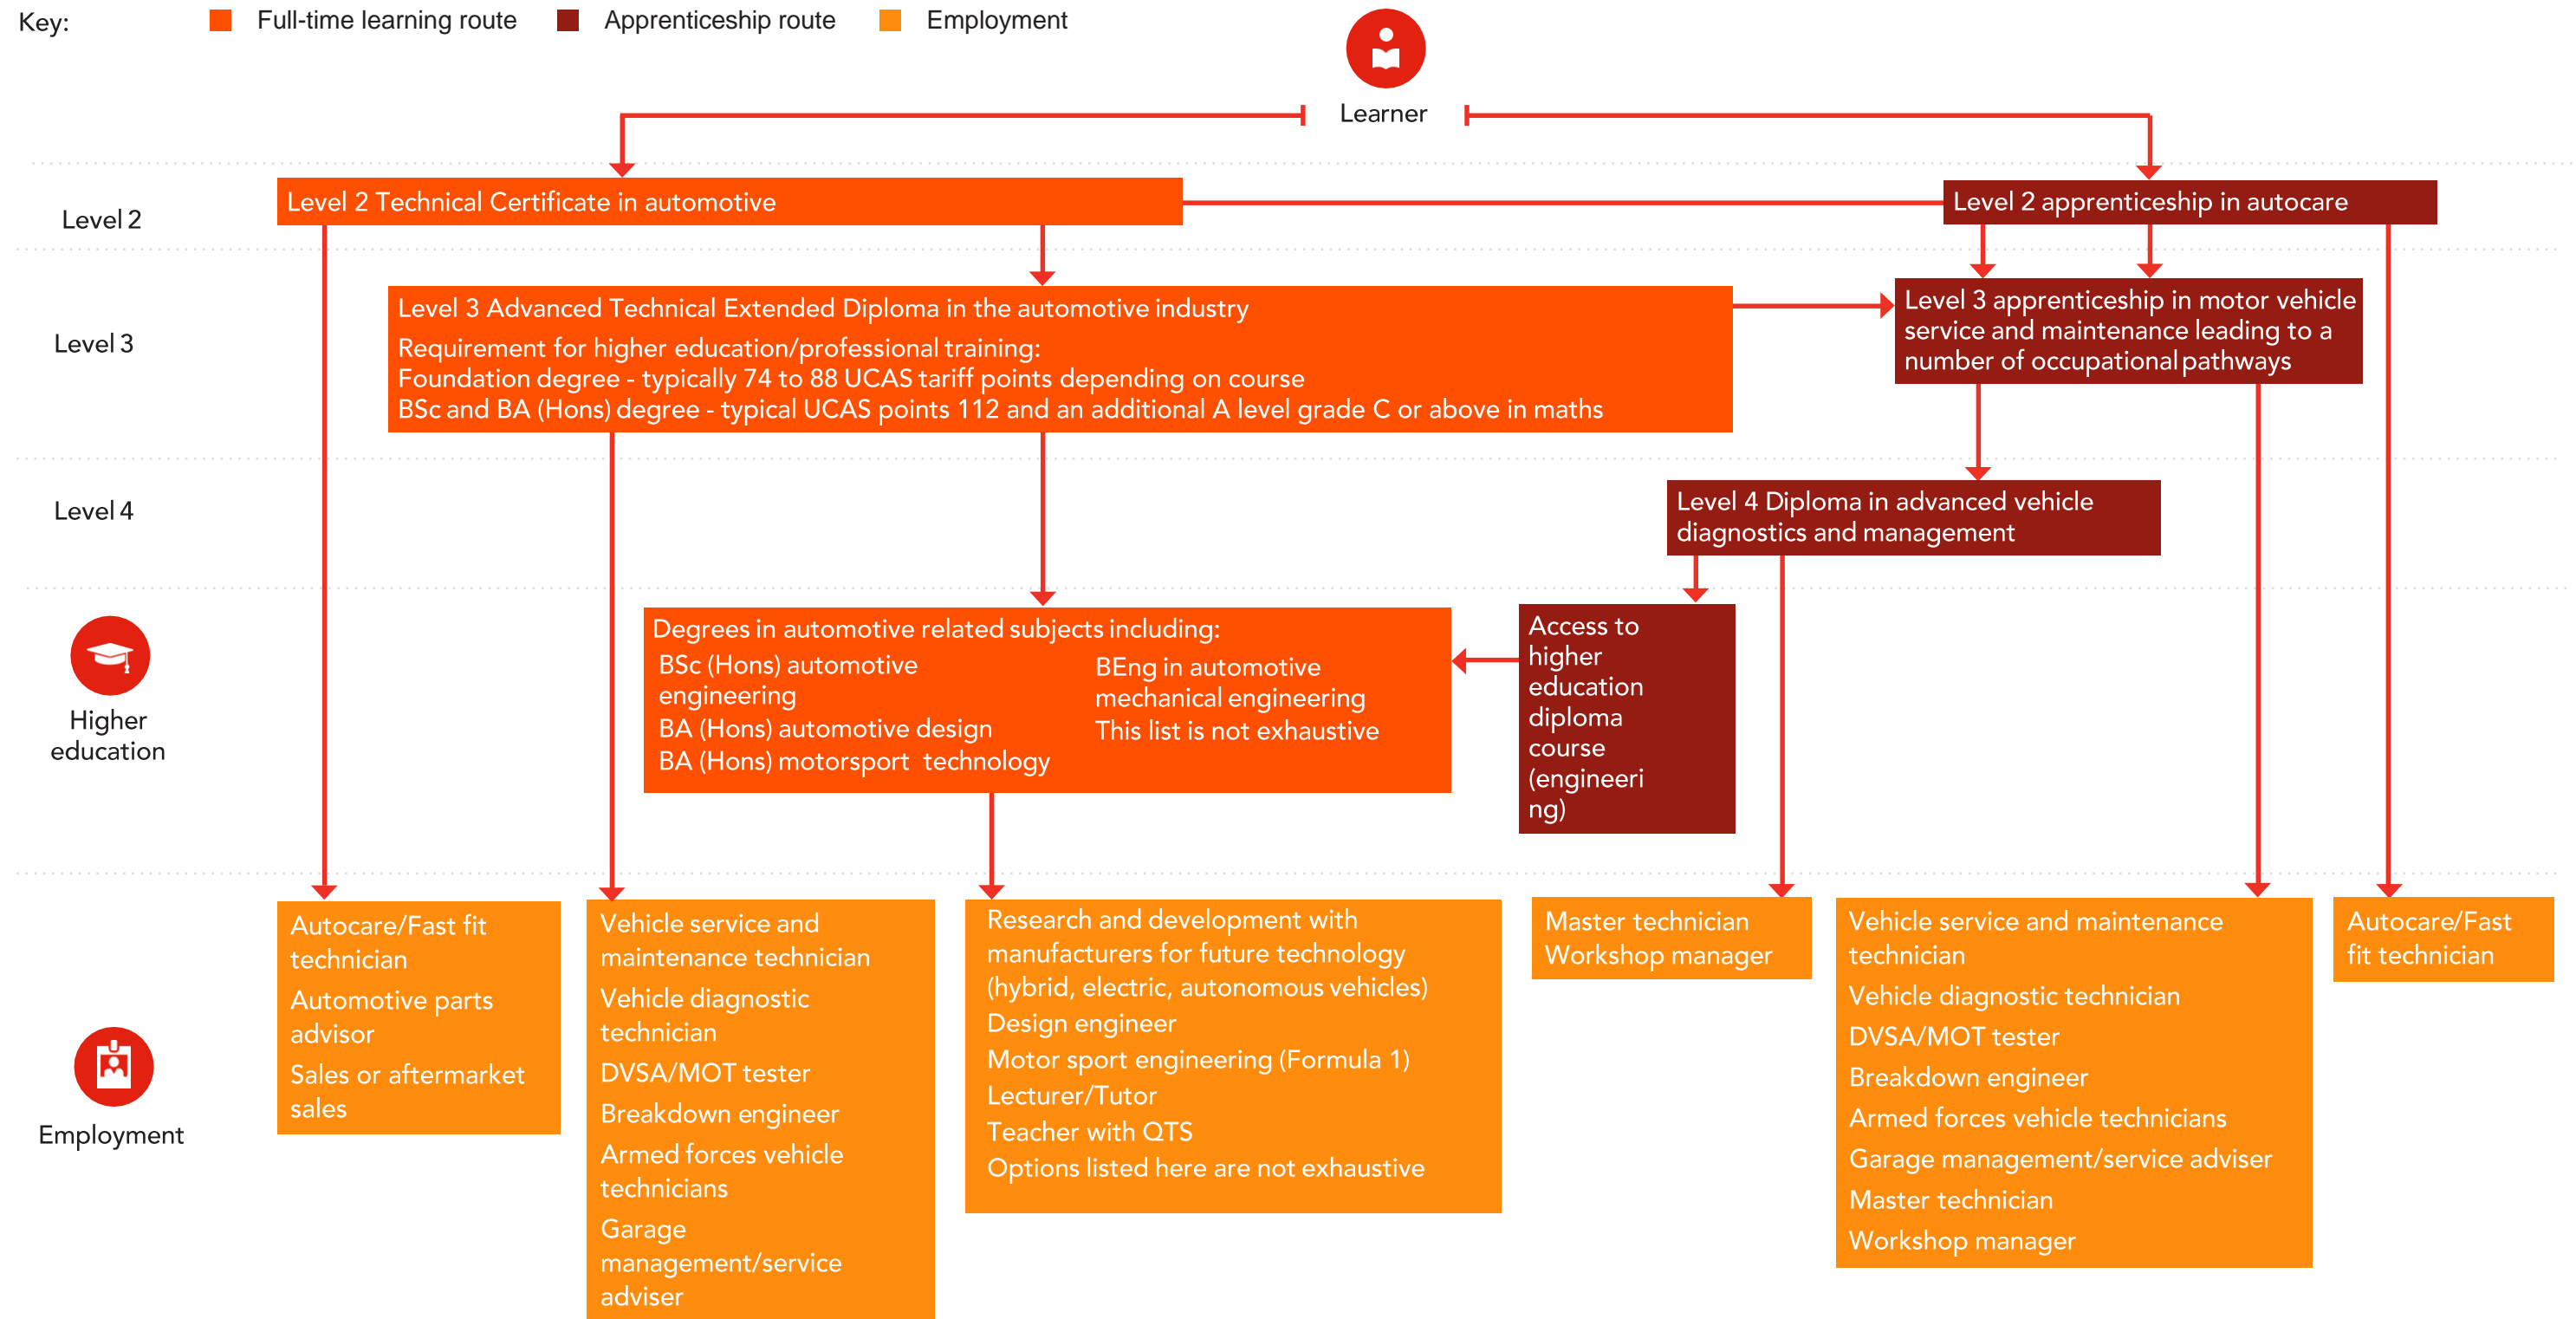 Key:
Full-time learning route
Apprenticeship route
Employment
Learner
Level 2
Level 2 Technical Certificate in automotive
Level 2 apprenticeship in autocare
Level 3
Level 3 Advanced Technical Extended Diploma in the automotive industry
Requirement for higher education/professional training:
Foundation degree - typically 74 to 88 UCAS tariff points depending on course
BSc and BA (Hons) degree - typical UCAS points 112 and an additional A level grade C or above in maths
Level 3 apprenticeship in motor vehicle
service and maintenance leading to a
number of occupational pathways
Level 4
Level 4 Diploma in advanced vehicle
diagnostics and management
Higher
education
Degrees in automotive related subjects including:
BSc (Hons) automotive
engineering
BA (Hons) automotive design
BA (Hons) motorsport technology
BEng in automotive
mechanical engineering
This list is not exhaustive
Access to
higher
education
diploma
course
(engineeri
ng)
Employment
Autocare/Fast fit
technician
Automotive parts
advisor
Sales or aftermarket
sales
Vehicle service and
maintenance technician
Vehicle diagnostic
technician
DVSA/MOT tester
Breakdown engineer
Armed forces vehicle
technicians
Garage
management/service
adviser
Research and development with
manufacturers for future technology
(hybrid, electric, autonomous vehicles)
Design engineer
Motor sport engineering (Formula 1)
Lecturer/Tutor
Teacher with QTS
Options listed here are not exhaustive
Master technician
Workshop manager
Vehicle service and maintenance
technician
Vehicle diagnostic technician
DVSA/MOT tester
Breakdown engineer
Armed forces vehicle technicians
Garage management/service adviser
Master technician
Workshop manager
Autocare/Fast
fit technician